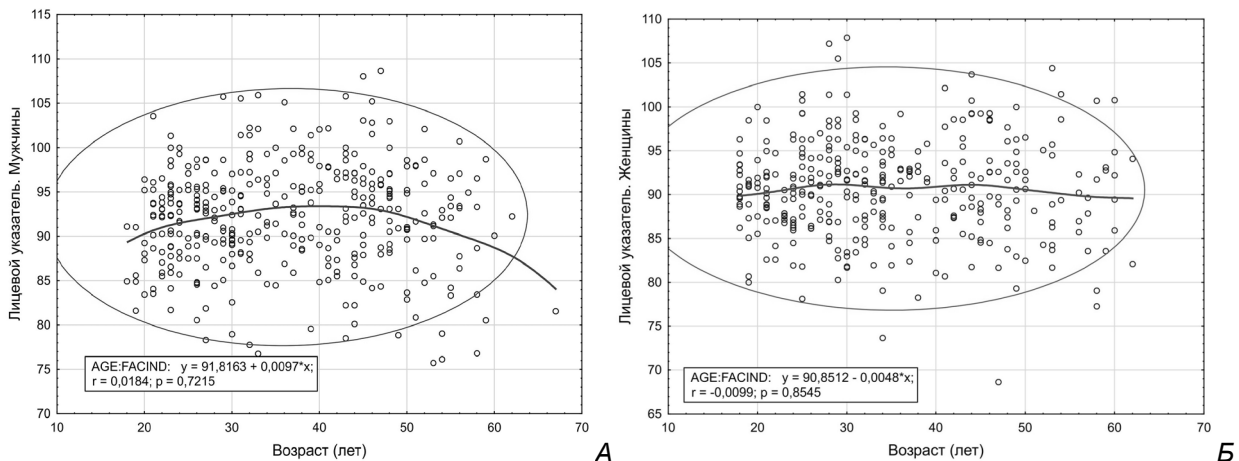 115
110
105
100
95
90
85
80
75
70
Лицевой указатель. Мужчины
AGE:FACIND: y = 91,8163 + 0,0097*x;
r = 0,0184; p = 0,7215
10 20 30 40 50 60 70
Возраст (лет)
А
110
105
100
95
90
85
80
75
70
65
Лицевой указатель. Женщины
AGE:FACIND: y = 90,8512 - 0,0048*x;
r = -0,0099; p = 0,8545
10 20 30 40 50 60 70
Возраст (лет)
Б